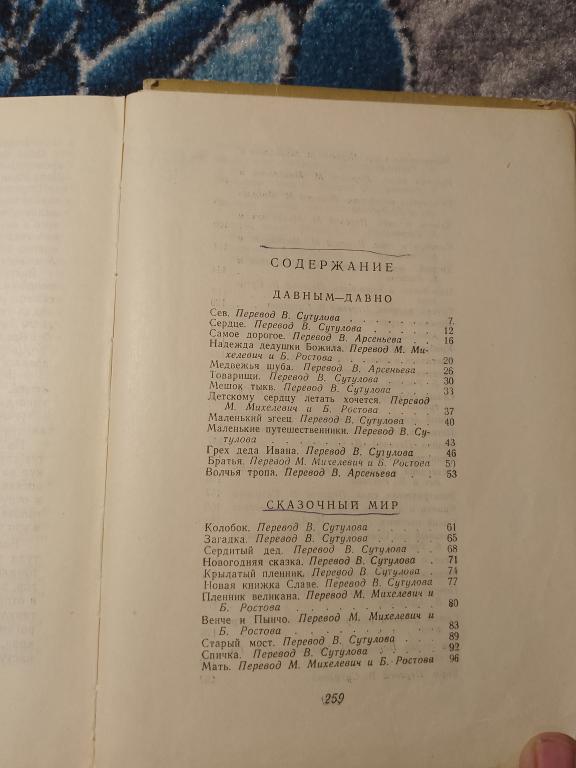 СОДЕРЖАНИЕ
ДАВНЫМ—ДАВНО
Сев. Перевод В. Сутулова . . . . . . . 7
Сердце. Перевод В. Сутулова . . . . . 12
Самое дорогое. Перевод В. Арсеньева . . 16
Надежда дедушки Божила. Перевод М. Ми-
хелевич и Б. Ростова . . . . . . . . 20
Медвежья шуба. Перевод В. Арсеньева . 26
Товарищи. Перевод В. Сутулова . . . . 30
Мешок тыкв. Перевод В. Сутулова . . . 33
Детскому сердцу летать хочется. Перевод
М. Михелевич и Б. Ростова . . . . . 37
Маленький эгеец. Перевод В. Сутулова . . 40
Маленькие путешественники. Перевод В. Су-
тулова . . . . . . . . . . . . . 43
Грех деда Ивана. Перевод В. Сутулова . . 46
Братья. Перевод М. Михелевич и Б. Ростова 50
Волчья тропа. Перевод В. Арсеньева . . 53
СКАЗОЧНЫЙ МИР
Колобок. Перевод В. Сутулова . . . . . 61
Загадка. Перевод В. Сутулова . . . . . 65
Сердитый дед. Перевод В. Сутулова . . 68
Новогодняя сказка. Перевод В. Сутулова . 71
Крылатый пленник. Перевод В. Сутулова . 74
Новая книжка Славе. Перевод В. Сутулова 77
Пленник великана. Перевод М. Михелевич и
Б. Ростова . . . . . . . . . . . 80
Венче и Пынчо. Перевод М. Михелевич и
Б. Ростова . . . . . . . . . . . 83
Старый мост. Перевод В. Сутулова . . . 89
Спичка. Перевод В. Сутулова . . . . . 92
Мать. Перевод М. Михелевич и Б. Ростова 96
259